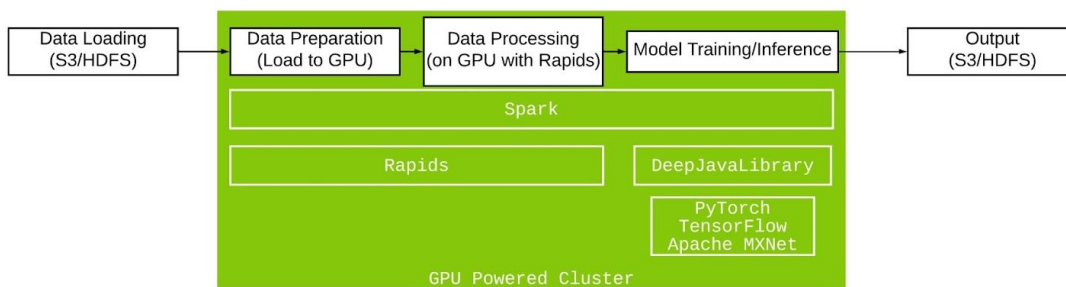 Data Loading
(S3/HDFS)
Data Preparation
(Load to GPU)
Data Processing
(on GPU with Rapids)
Model Training/Inference
Output
(S3/HDFS)
Spark
Rapids
DeepJavaLibrary
PyTorch
TensorFlow
Apache MXNet
GPU Powered Cluster